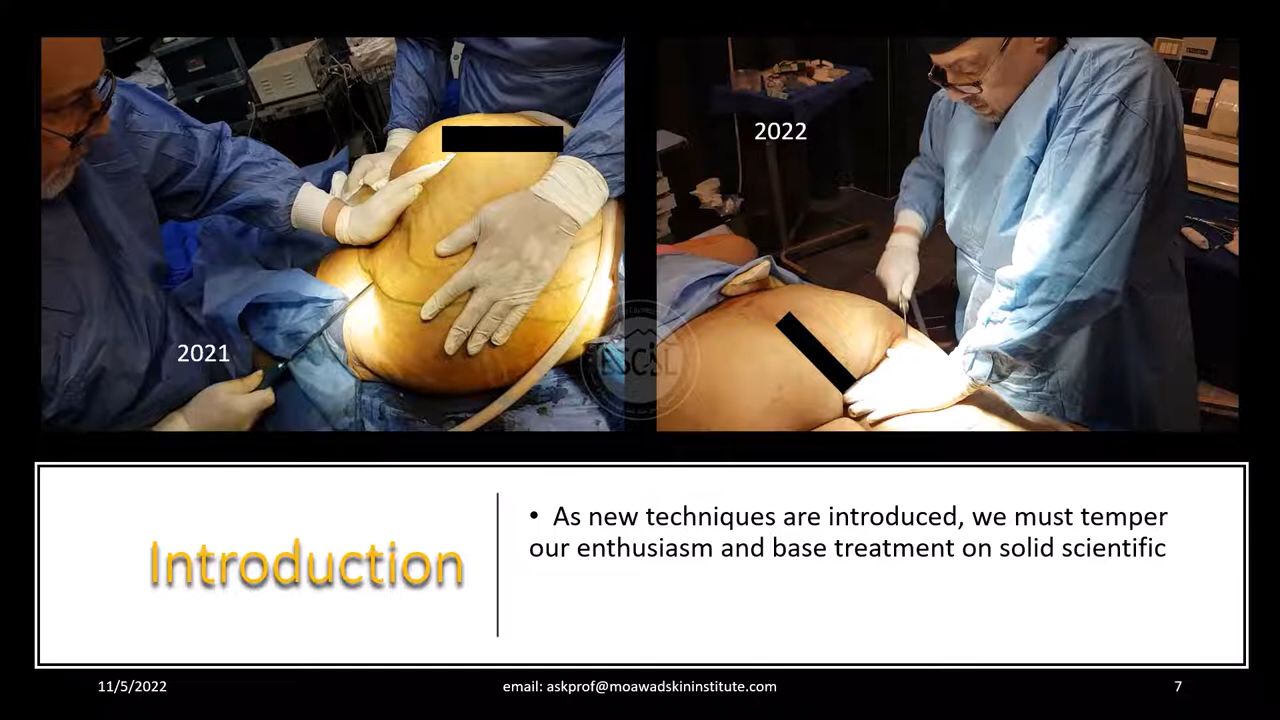 2022
2021
ESCSL
Introduction
• As new techniques are introduced, we must temper
our enthusiasm and base treatment on solid scientific
11/5/2022
email: askprof@moawadskininstitute.com
7